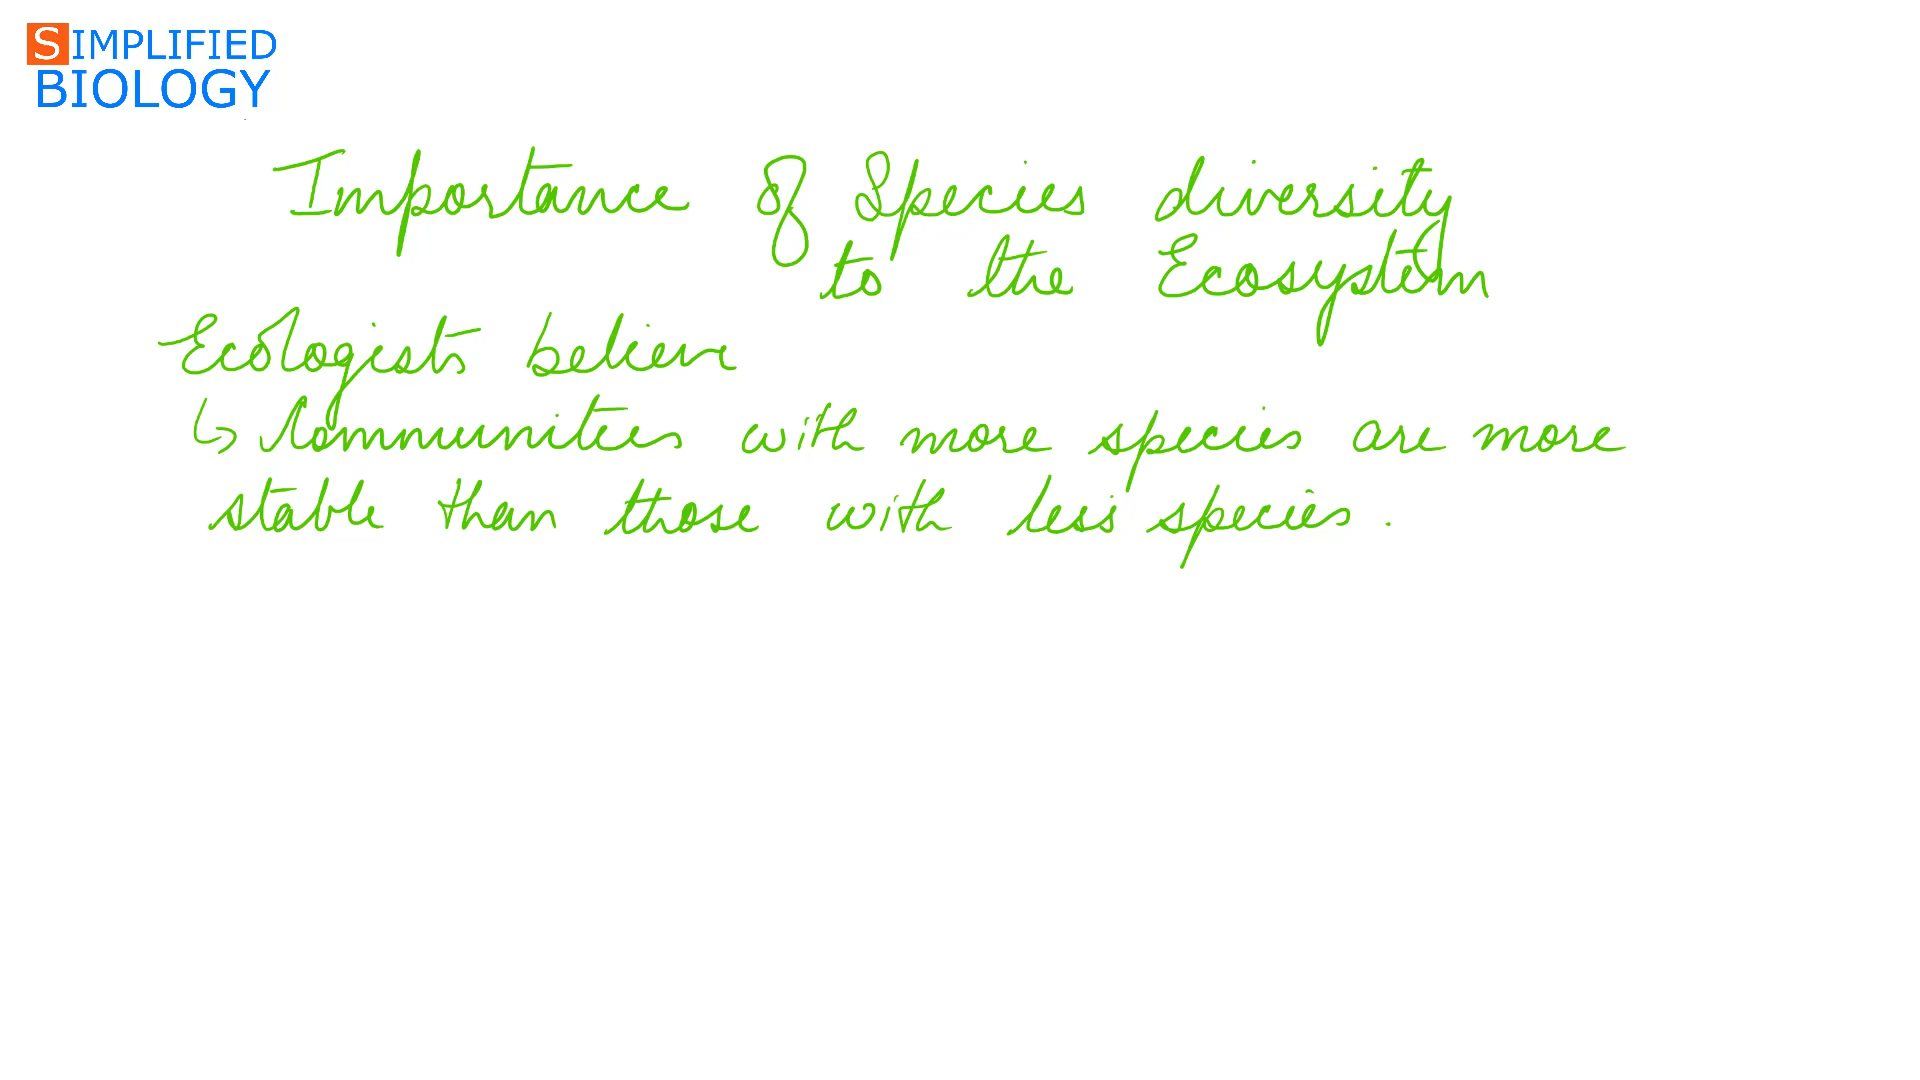 SIMPLIFIED
BIOLOGY
Importance of Species diversity
to the Ecosystem
Ecologists believe
↳ Communities with more species are more
stable than those with less species.